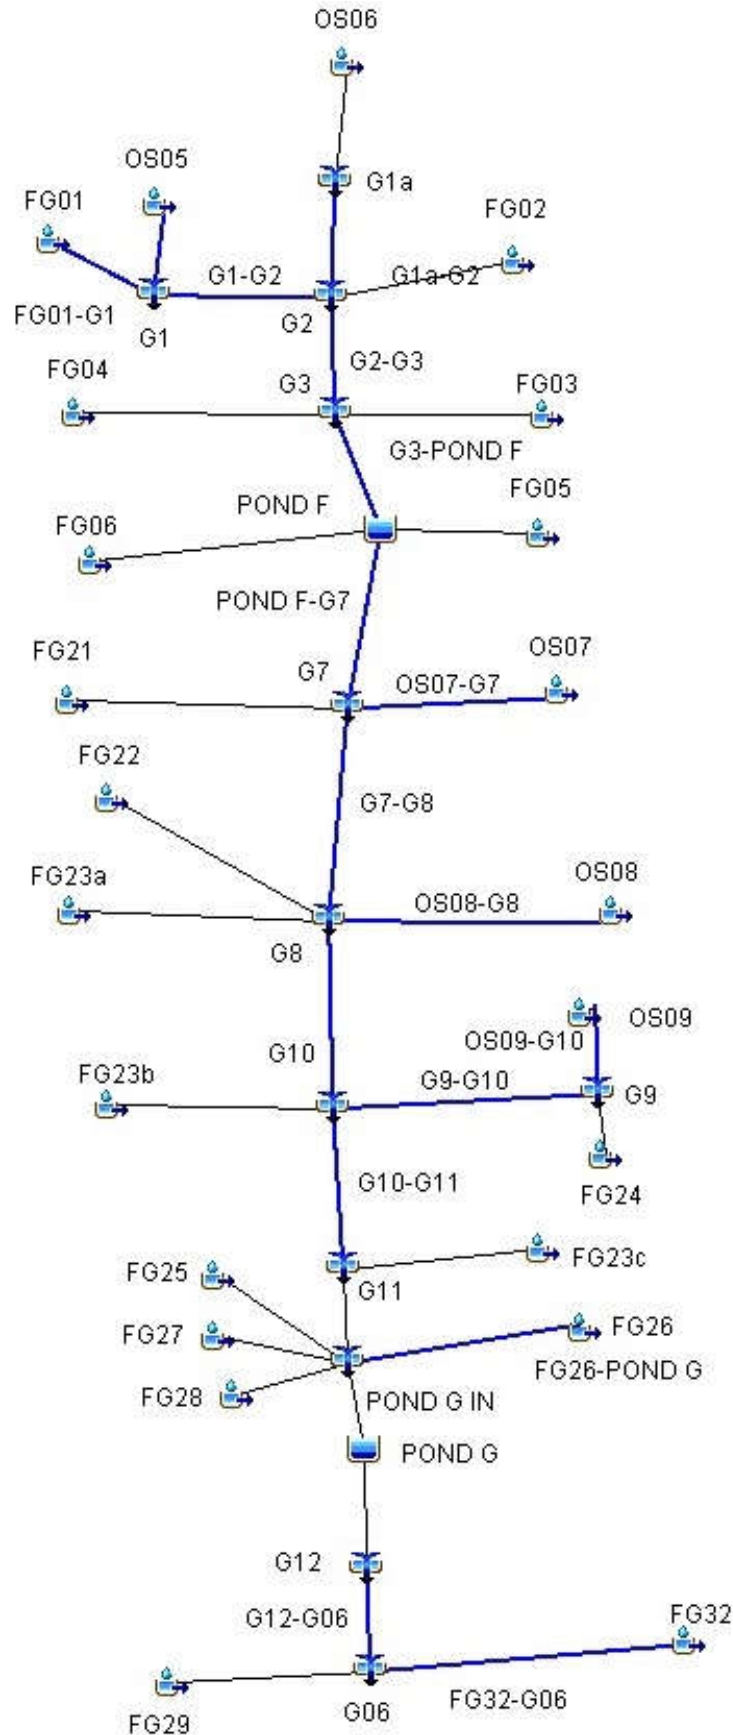 OS06
OS05
G1a
FG01
FG02
G1-G2
G1a-G2
FG01-G1
G1
G2
G2-G3
FG04
G3
FG03
G3-POND F
POND F
FG05
FG06
POND F-G7
FG21
G7
OS07
OS07-G7
FG22
G7-G8
FG23a
OS08
OS08-G8
G8
OS09
OS09-G10
G10
FG23b
G9-G10
G9
G10-G11
FG24
FG25
G11
FG23c
FG27
FG26
FG26-POND G
FG28
POND G IN
POND G
G12
G12-G06
FG32
FG32-G06
FG29
G06